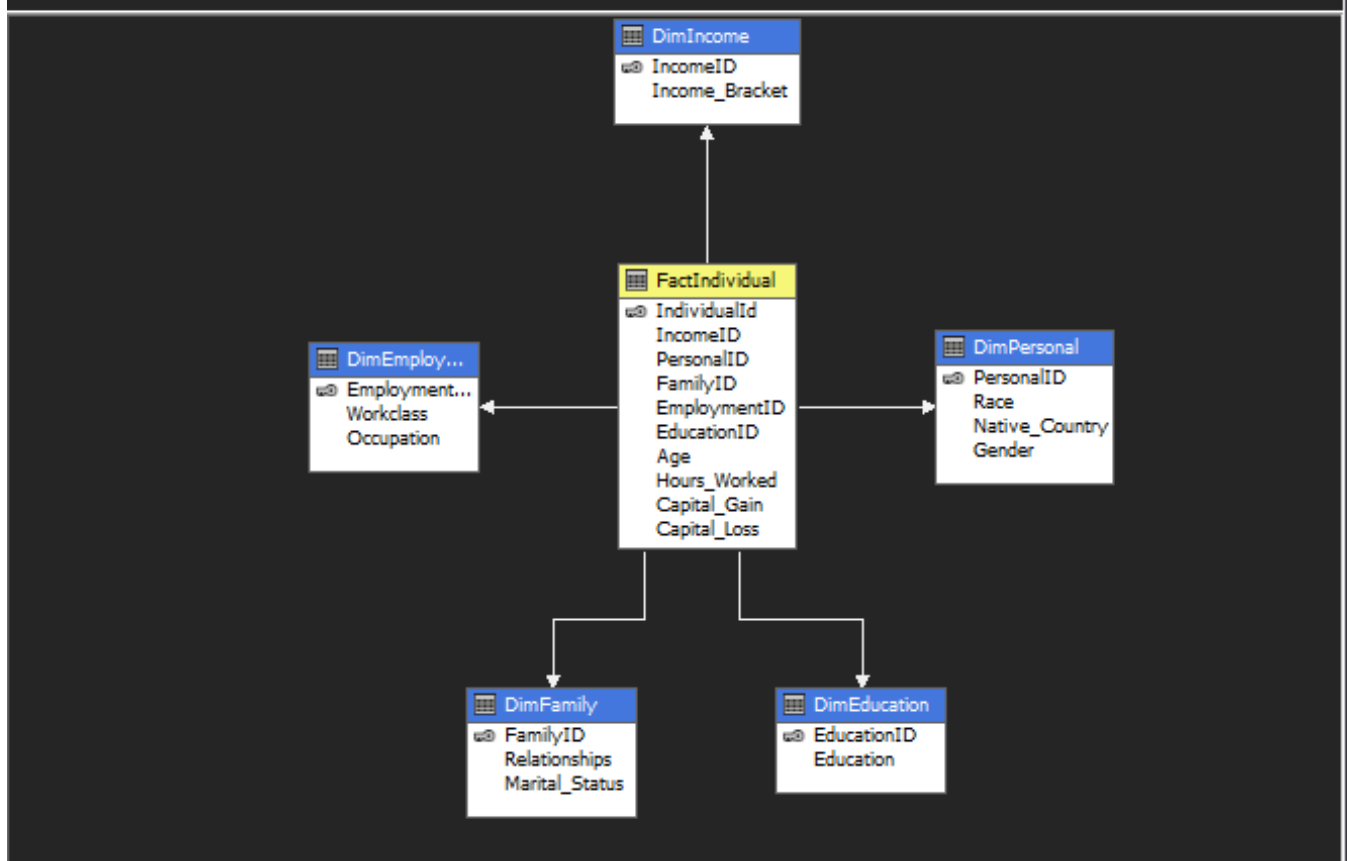 DimIncome
IncomeID
Income_Bracket
FactIndividual
IndividualId
IncomeID
PersonalID
FamilyID
EmploymentID
EducationID
Age
Hours_Worked
Capital_Gain
Capital_Loss
DimEmploy...
Employment...
Workclass
Occupation
DimPersonal
PersonalID
Race
Native_Country
Gender
DimFamily
FamilyID
Relationships
Marital_Status
DimEducation
EducationID
Education